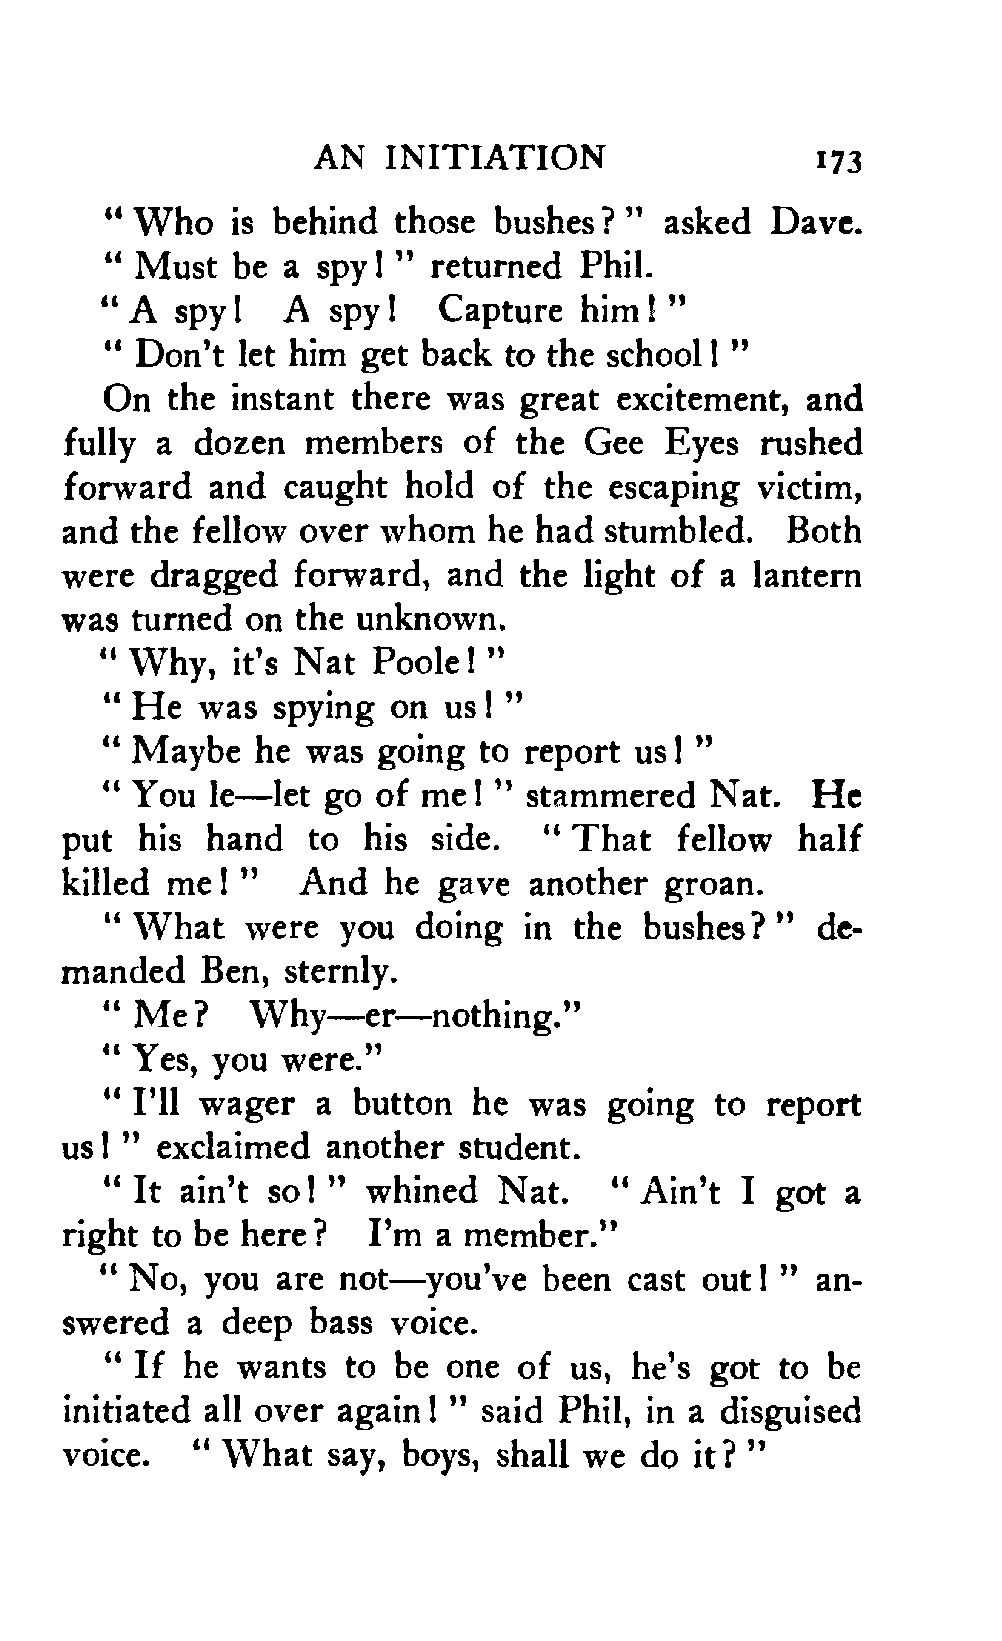 AN INITIATION 173
“Who is behind those bushes?” asked Dave.
“Must be a spy!” returned Phil.
“A spy! A spy! Capture him!”
“Don't let him get back to the school!”
On the instant there was great excitement, and
fully a dozen members of the Gee Eyes rushed
forward and caught hold of the escaping victim,
and the fellow over whom he had stumbled. Both
were dragged forward, and the light of a lantern
was turned on the unknown.
“Why, it's Nat Poole!”
“He was spying on us!”
“Maybe he was going to report us!”
“You le—let go of me!” stammered Nat. He
put his hand to his side. “That fellow half
killed me!” And he gave another groan.
“What were you doing in the bushes?” de-
manded Ben, sternly.
“Me? Why—er—nothing.”
“Yes, you were.”
“I'll wager a button he was going to report
us!” exclaimed another student.
“It ain't so!” whined Nat. “Ain't I got a
right to be here? I'm a member.”
“No, you are not—you've been cast out!” an-
swered a deep bass voice.
“If he wants to be one of us, he's got to be
initiated all over again!” said Phil, in a disguised
voice. “What say, boys, shall we do it?”